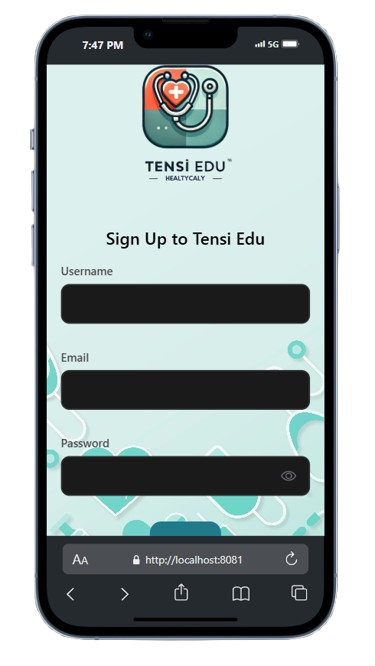 7:47 PM 5G
TENSi EDU™
HEALTYCALY
Sign Up to Tensi Edu
Username
Email
Password
AA http://localhost:8081